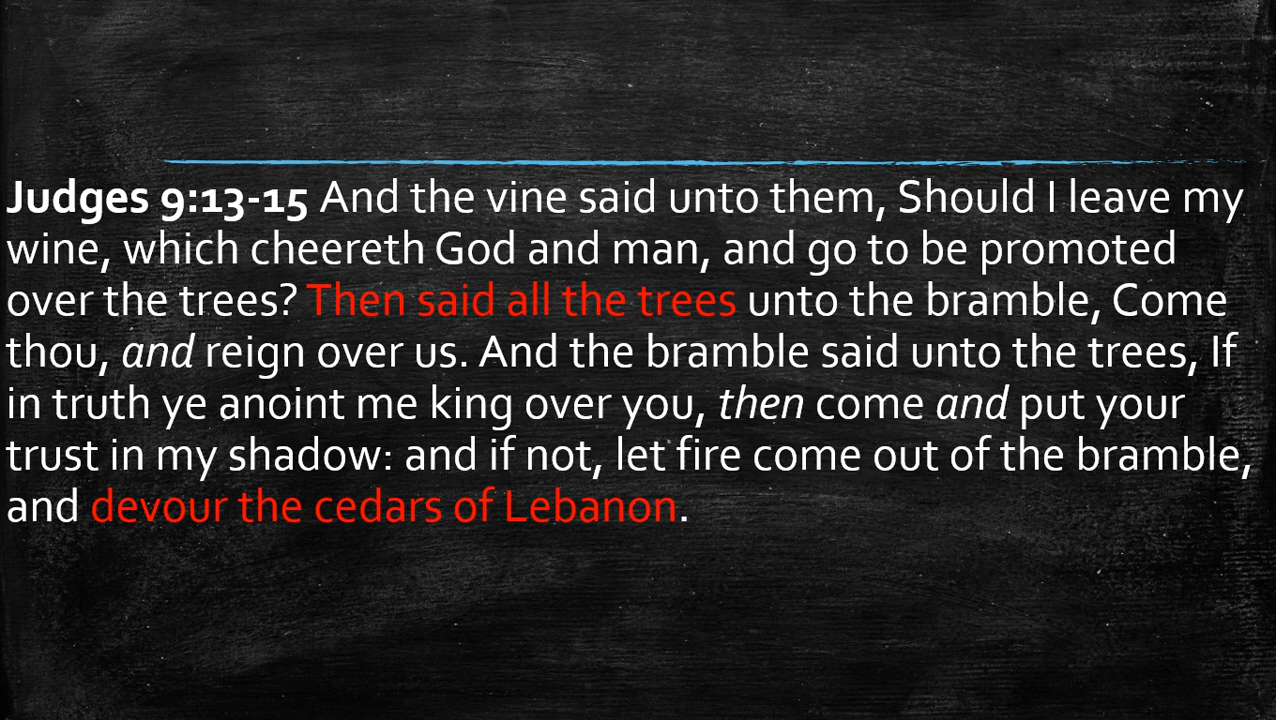 Judges 9:13-15 And the vine said unto them, Should I leave my
wine, which cheereth God and man, and go to be promoted
over the trees? Then said all the trees unto the bramble, Come
thou, and reign over us. And the bramble said unto the trees, If
in truth ye anoint me king over you, then come and put your
trust in my shadow: and if not, let fire come out of the bramble,
and devour the cedars of Lebanon.